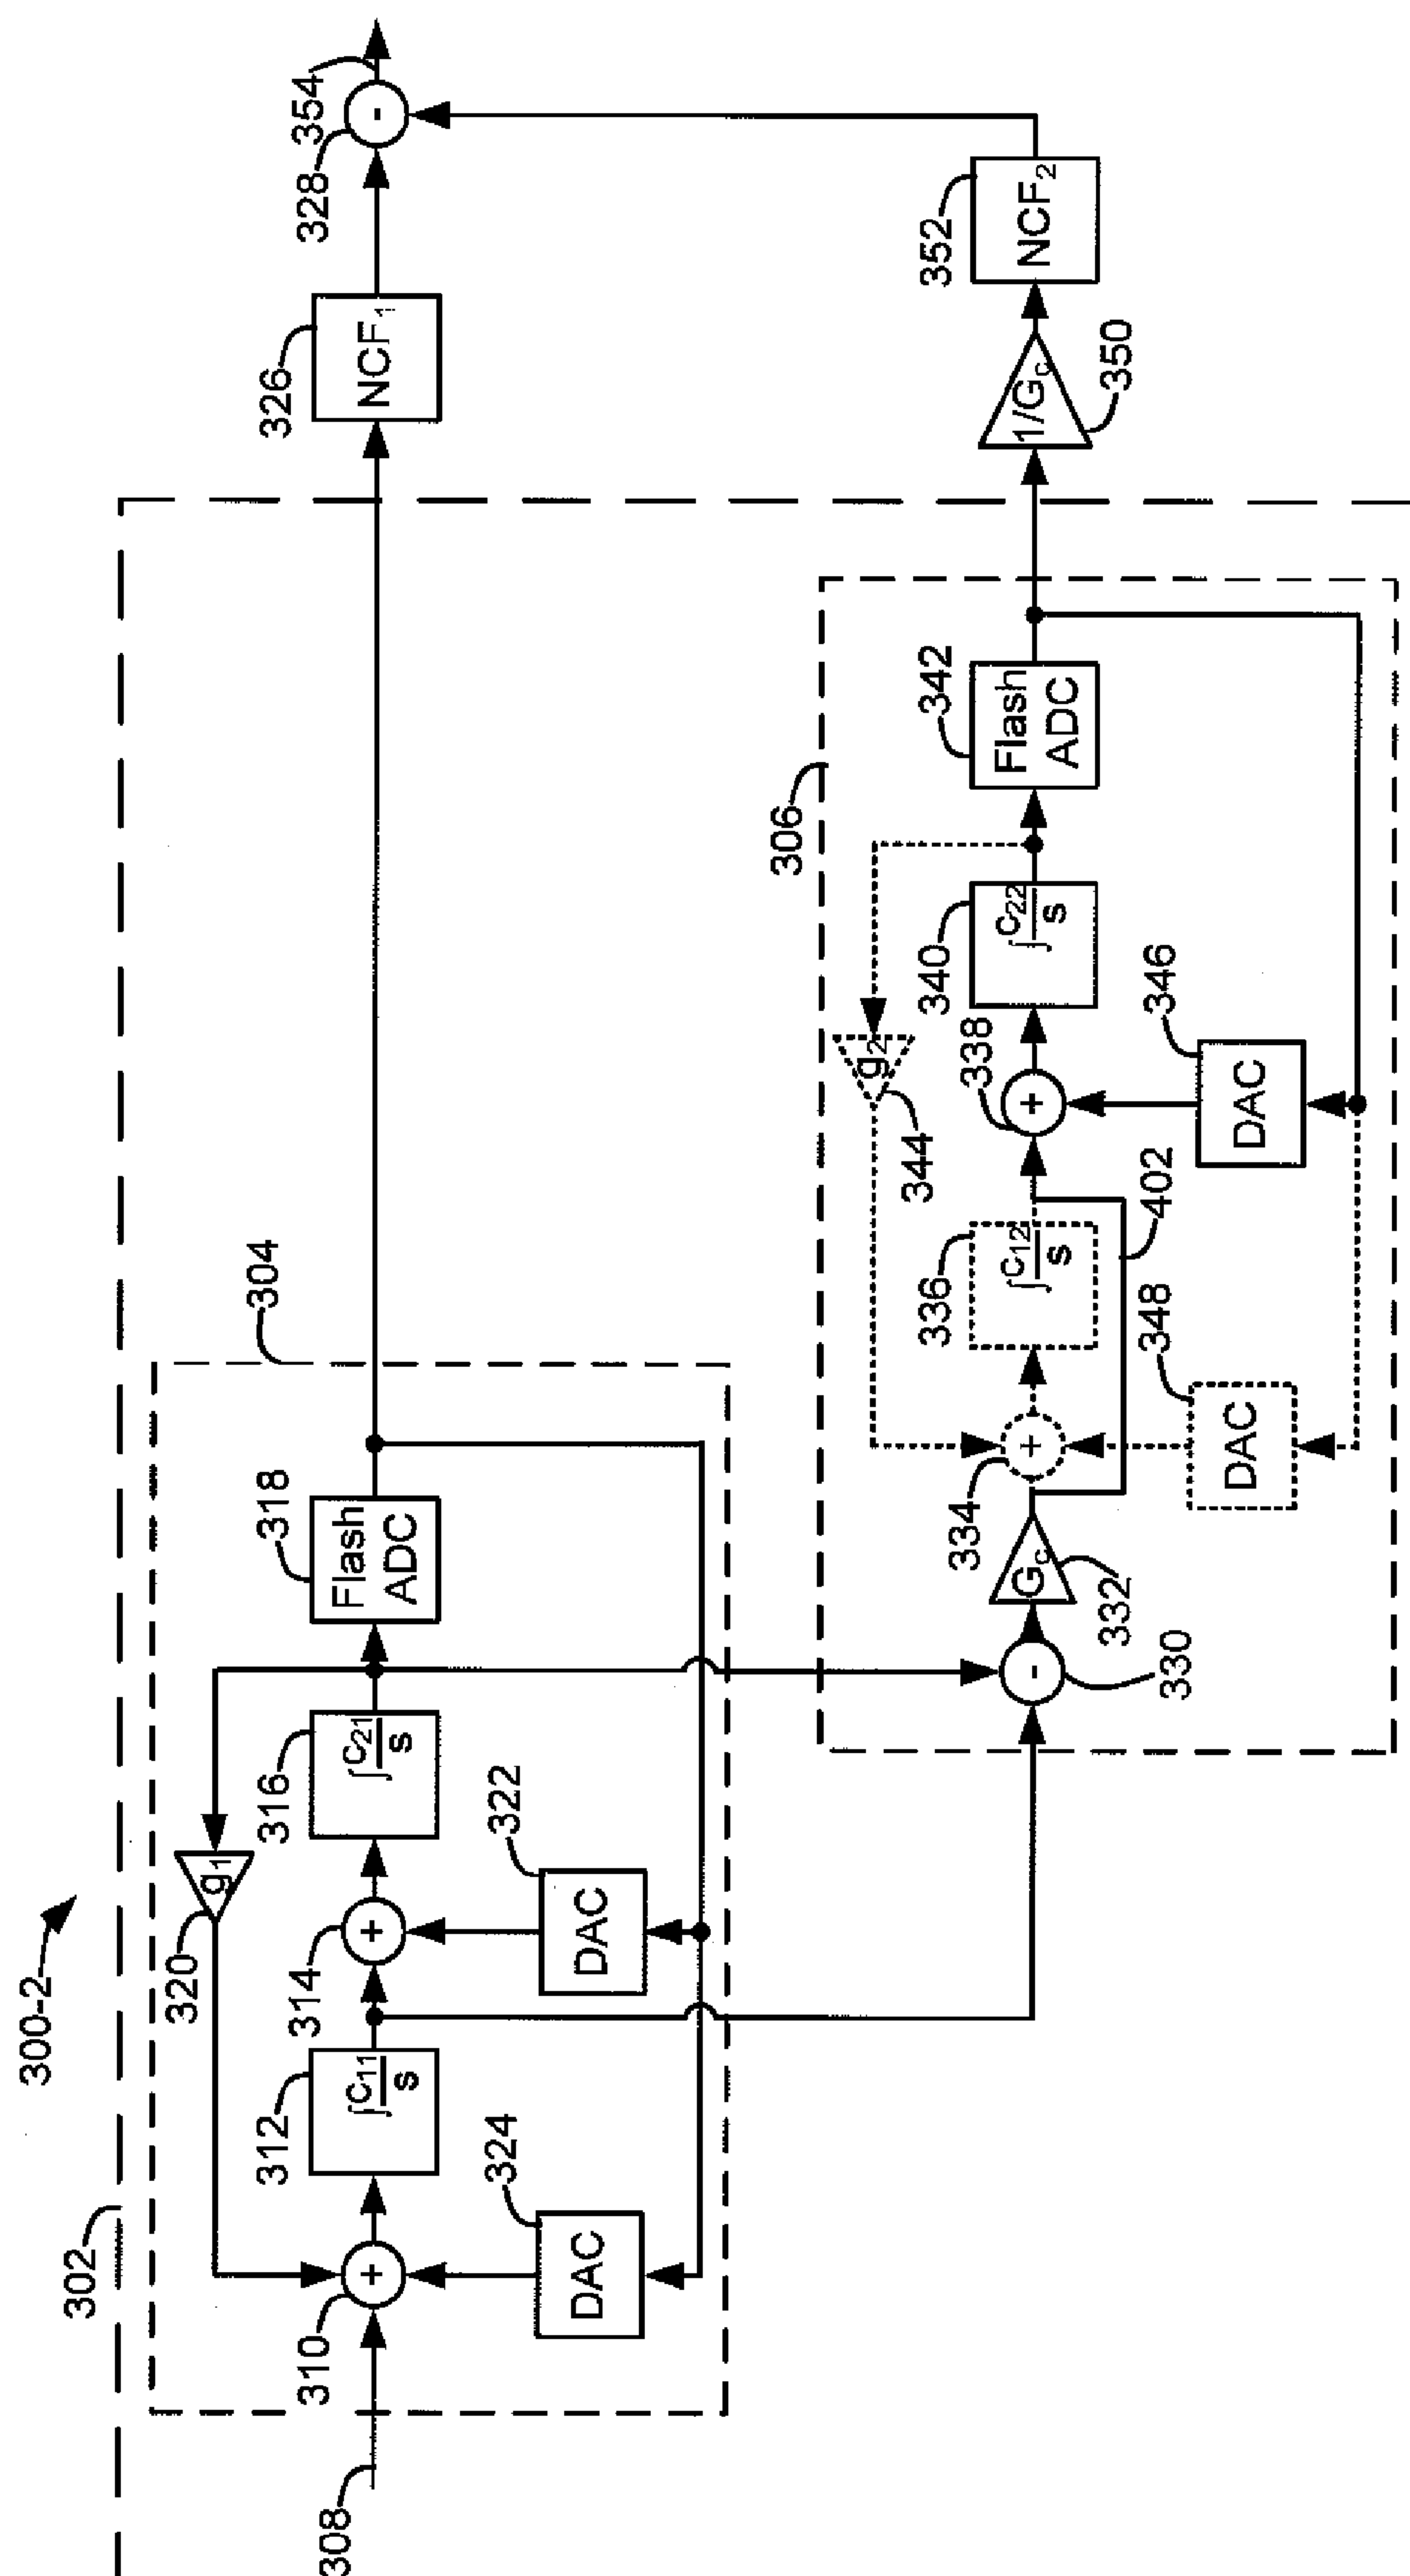 300-2
302
304
308
310
+
312
∫C11/s
314
+
316
∫C21/s
318
Flash
ADC
320
g1
322
DAC
324
DAC
326
NCF1
328
-
354
306
330
-
332
Gc
334
+
336
∫C12/s
338
+
340
∫C22/s
342
Flash
ADC
344
g2
346
DAC
348
DAC
402
350
1/Gc
352
NCF2